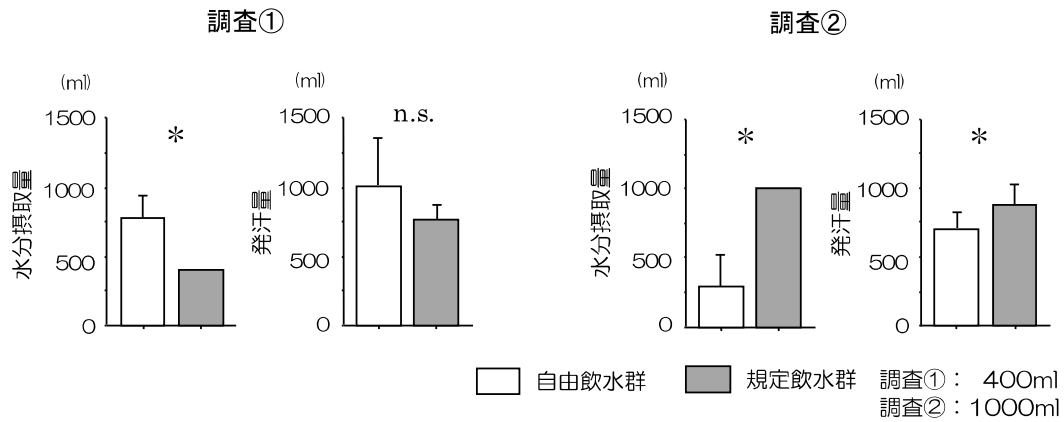 調査①
調査②
(ml)
1500
1000
500
0
水分摂取量
*
(ml)
1500
1000
500
0
発汗量
n.s.
(ml)
1500
1000
500
0
水分摂取量
*
(ml)
1500
1000
500
0
発汗量
*
自由飲水群
規定飲水群
調査①： 400ml
調査②：1000ml